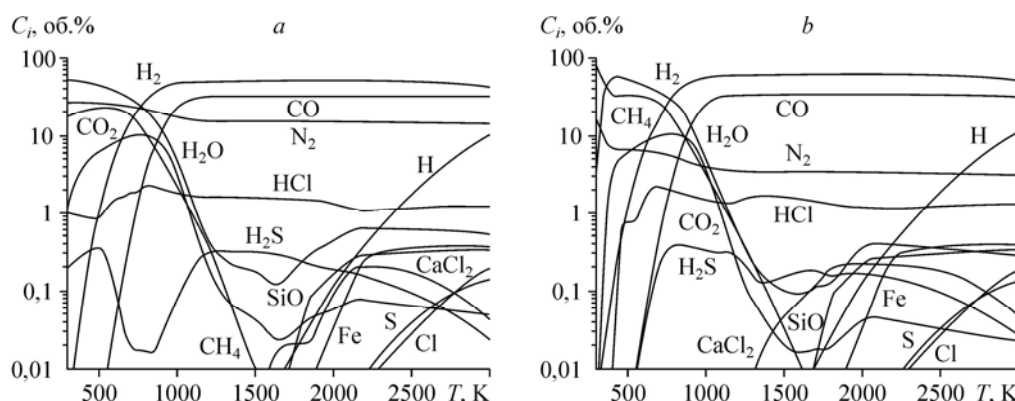 Cᵢ, об.% a
100
10
1
0,1
0,01
500 1000 1500 2000 2500 T, K
H₂
CO
CO₂
N₂
H₂O
H
HCl
H₂S
CaCl₂
SiO
Fe
S
Cl
CH₄
Cᵢ, об.% b
100
10
1
0,1
0,01
500 1000 1500 2000 2500 T, K
H₂
CO
CH₄
H₂O
N₂
H
CO₂
HCl
H₂S
SiO
Fe
CaCl₂
S
Cl